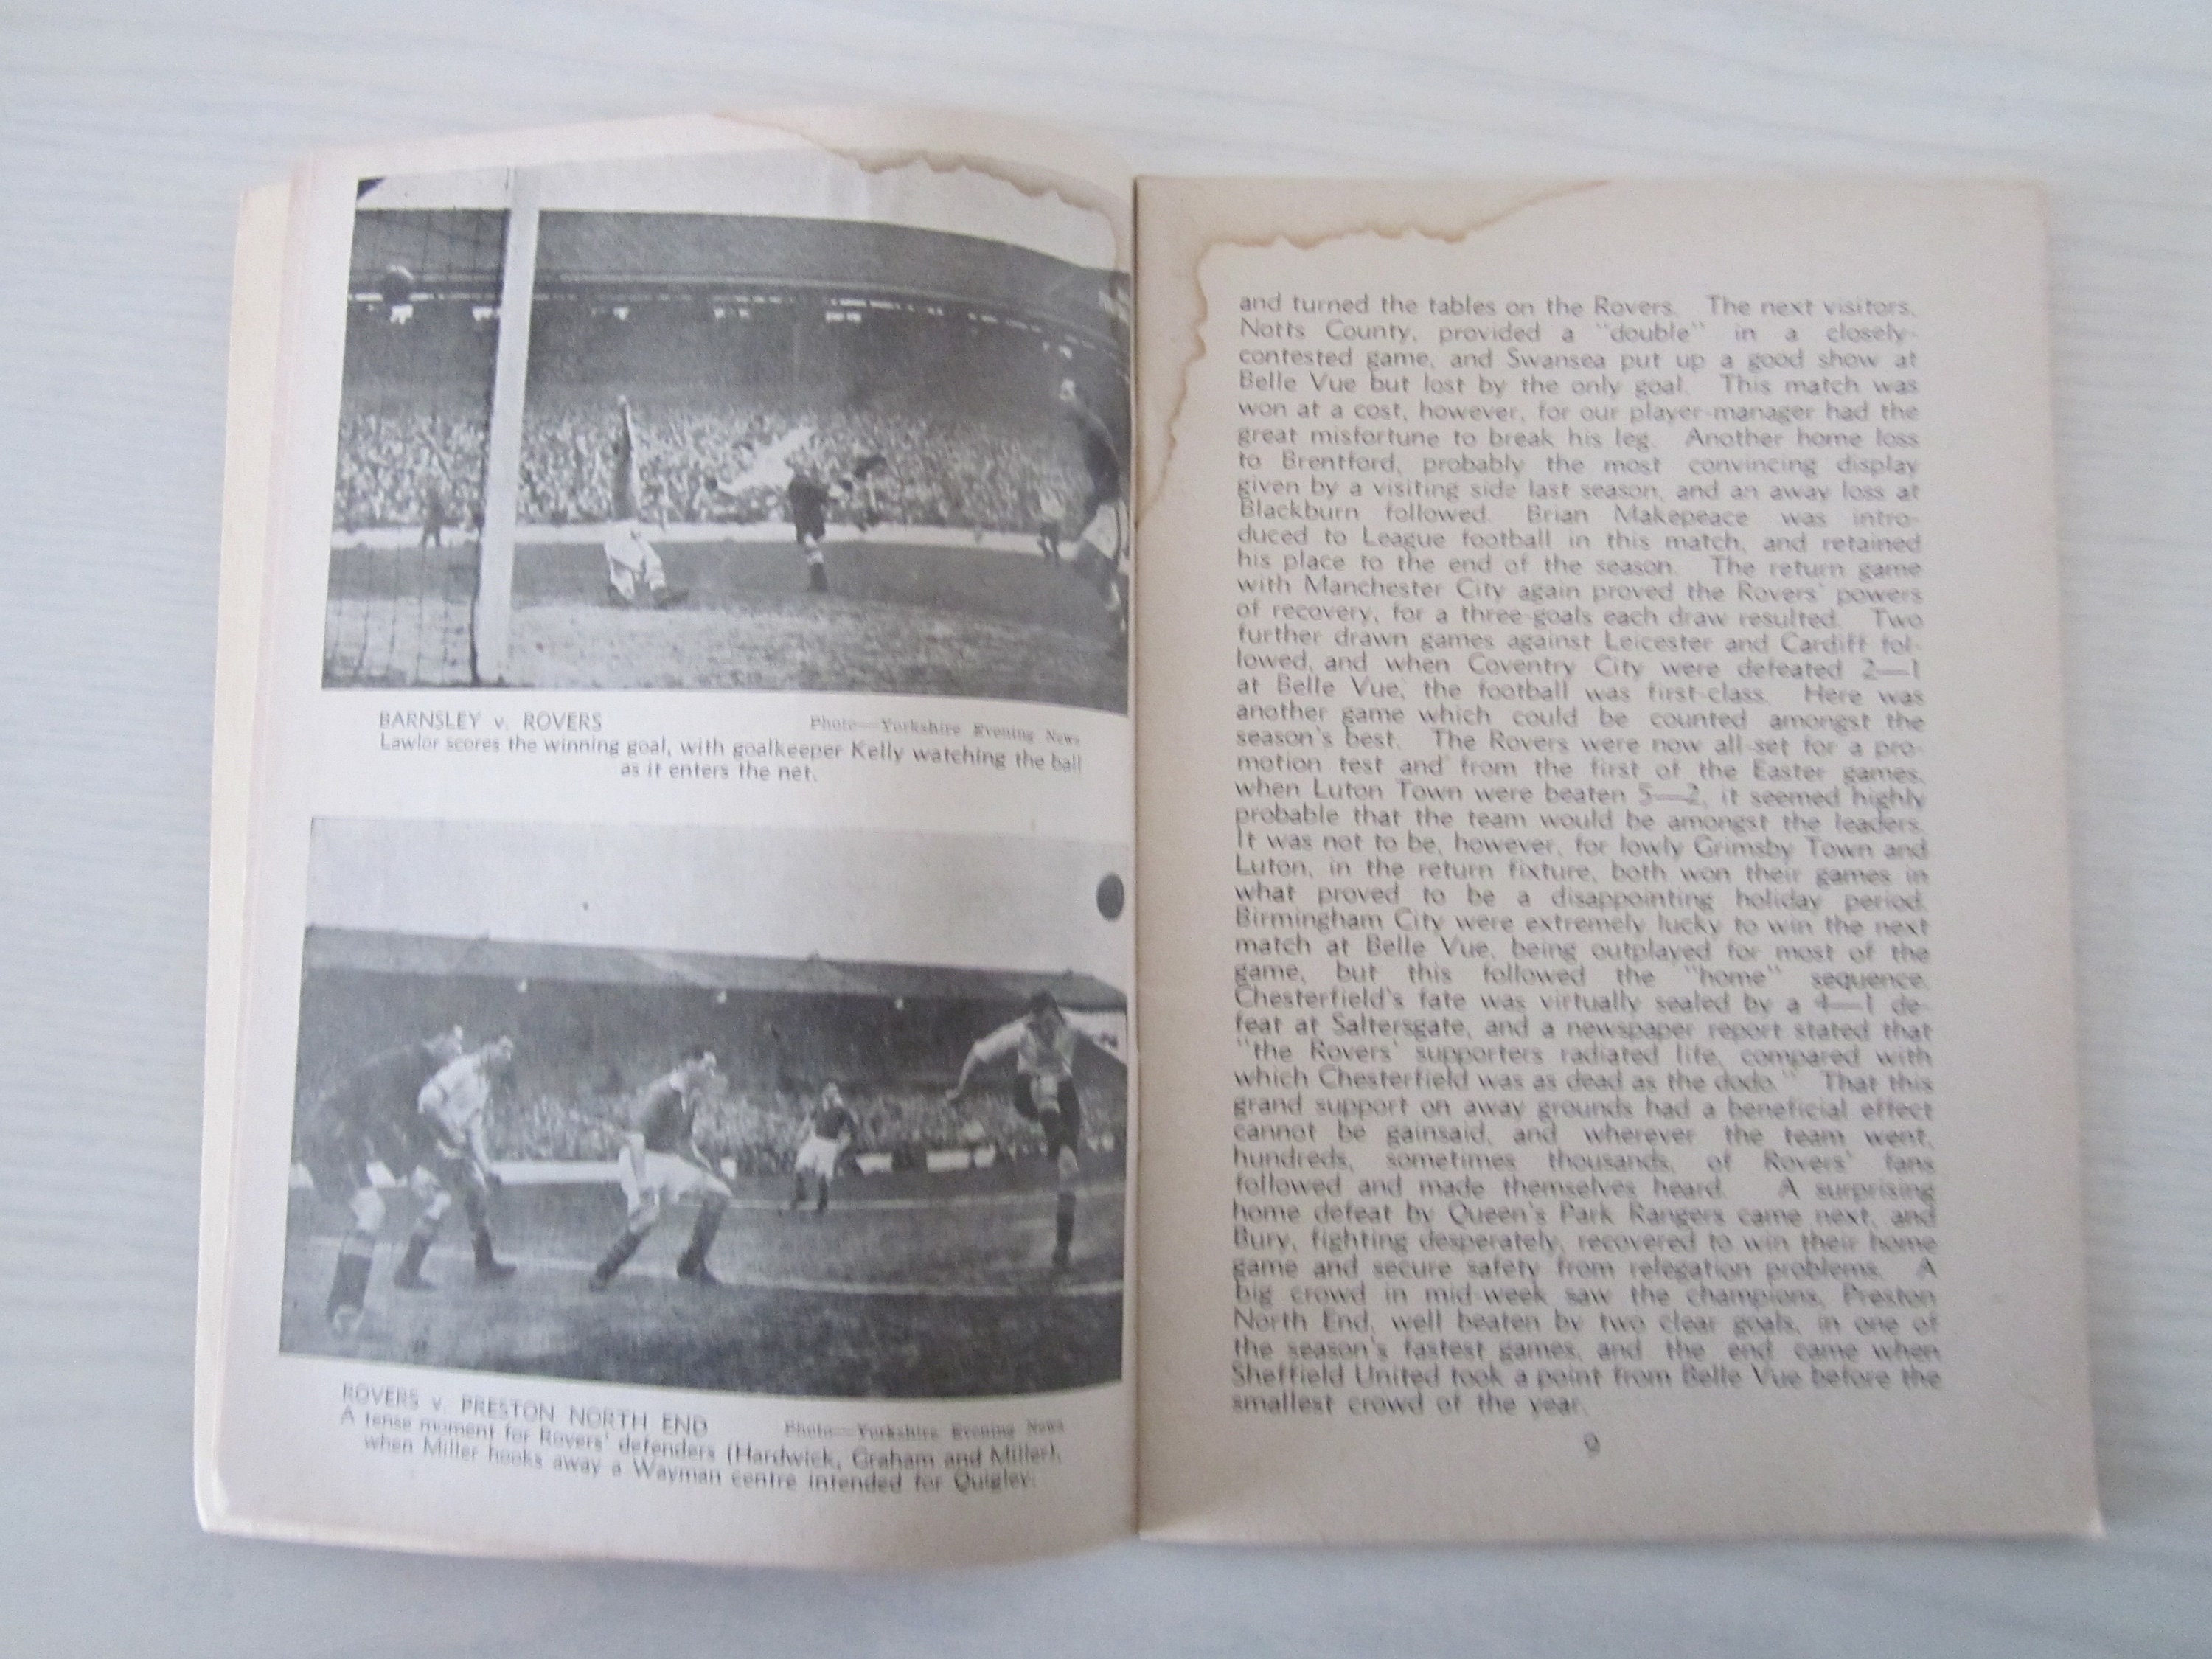 BARNSLEY v. ROVERS
Photo—Yorkshire Evening News
Lawlor scores the winning goal, with goalkeeper Kelly watching the ball
as it enters the net.
ROVERS v. PRESTON NORTH END
Photo—Yorkshire Evening News
A tense moment for Rovers' defenders (Hardwick, Graham and Miller),
when Miller hooks away a Wayman centre intended for Quigley.
and turned the tables on the Rovers. The next visitors,
Notts County, provided a "double" in a closely-
contested game, and Swansea put up a good show at
Belle Vue but lost by the only goal. This match was
won at a cost, however, for our player-manager had the
great misfortune to break his leg. Another home loss
to Brentford, probably the most convincing display
given by a visiting side last season, and an away loss at
Blackburn followed. Brian Makepeace was intro-
duced to League football in this match, and retained
his place to the end of the season. The return game
with Manchester City again proved the Rovers' powers
of recovery, for a three-goals each draw resulted. Two
further drawn games against Leicester and Cardiff fol-
lowed, and when Coventry City were defeated 2—1
at Belle Vue, the football was first-class. Here was
another game which could be counted amongst the
season's best. The Rovers were now all-set for a pro-
motion test and from the first of the Easter games,
when Luton Town were beaten 5—2, it seemed highly
probable that the team would be amongst the leaders.
It was not to be, however, for lowly Grimsby Town and
Luton, in the return fixture, both won their games in
what proved to be a disappointing holiday period.
Birmingham City were extremely lucky to win the next
match at Belle Vue, being outplayed for most of the
game, but this followed the "home" sequence.
Chesterfield's fate was virtually sealed by a 4—1 de-
feat at Saltersgate, and a newspaper report stated that
"the Rovers' supporters radiated life, compared with
which Chesterfield was as dead as the dodo." That this
grand support on away grounds had a beneficial effect
cannot be gainsaid, and wherever the team went,
hundreds, sometimes thousands, of Rovers' fans
followed and made themselves heard. A surprising
home defeat by Queen's Park Rangers came next, and
Bury, fighting desperately, recovered to win their home
game and secure safety from relegation problems. A
big crowd in mid-week saw the champions, Preston
North End, well beaten by two clear goals, in one of
the season's fastest games, and the end came when
Sheffield United took a point from Belle Vue before the
smallest crowd of the year.
9